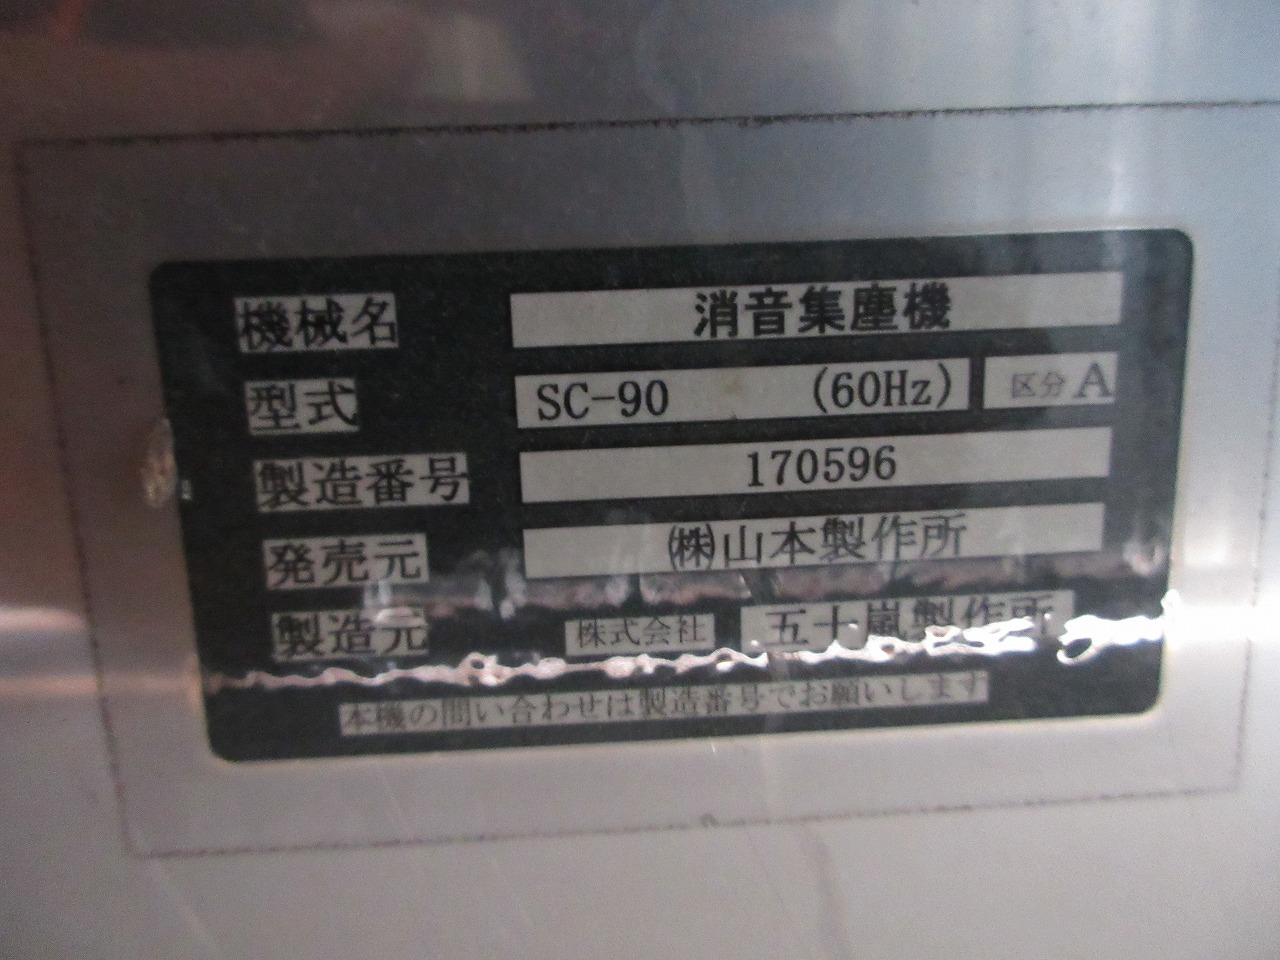 機械名 消音集塵機
型式 SC-90 (60Hz) 区分 A
製造番号 170596
発売元 ㈱山本製作所
製造元 株式会社 五十嵐製作所
本機の問い合わせは製造番号でお願いします